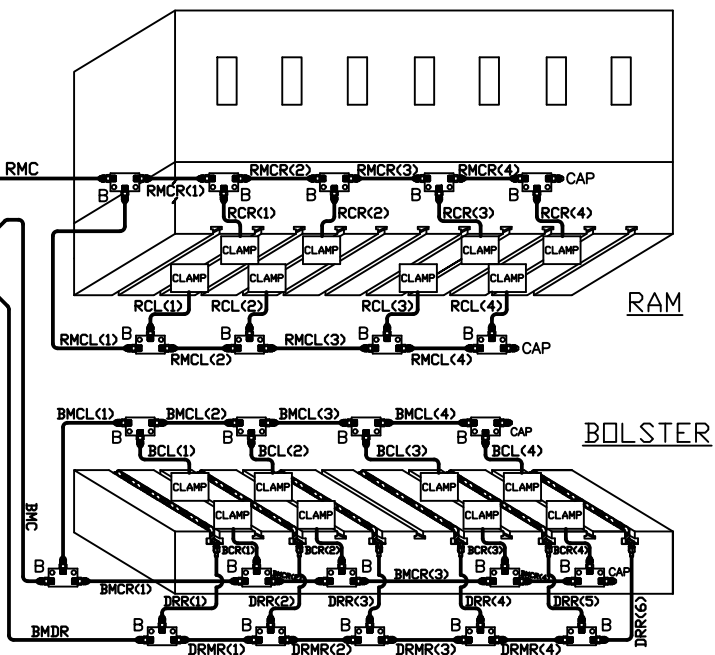 RMC
RMCR(1)
RMCR(2)
RMCR(3)
RMCR(4)
CAP
B
B
B
B
B
RCR(1)
RCR(2)
RCR(3)
RCR(4)
CLAMP
CLAMP
CLAMP
CLAMP
CLAMP
CLAMP
CLAMP
CLAMP
RCL(1)
RCL(2)
RCL(3)
RCL(4)
RAM
RMCL(1)
B
RMCL(2)
B
RMCL(3)
B
RMCL(4)
B
CAP
BMCL(1)
BMCL(2)
BMCL(3)
BMCL(4)
CAP
B
B
B
B
BOLSTER
BCL(1)
BCL(2)
BCL(3)
BCL(4)
CLAMP
CLAMP
CLAMP
CLAMP
CLAMP
CLAMP
CLAMP
CLAMP
BMC
BCR(1)
BCR(2)
BCR(3)
BCR(4)
B
B
B
B
B
BMCR(1)
BMCR(3)
CAP
DRR(1)
DRR(2)
DRR(3)
DRR(4)
DRR(5)
DRR(6)
BMDR
B
B
B
B
B
DRMR(1)
DRMR(2)
DRMR(3)
DRMR(4)